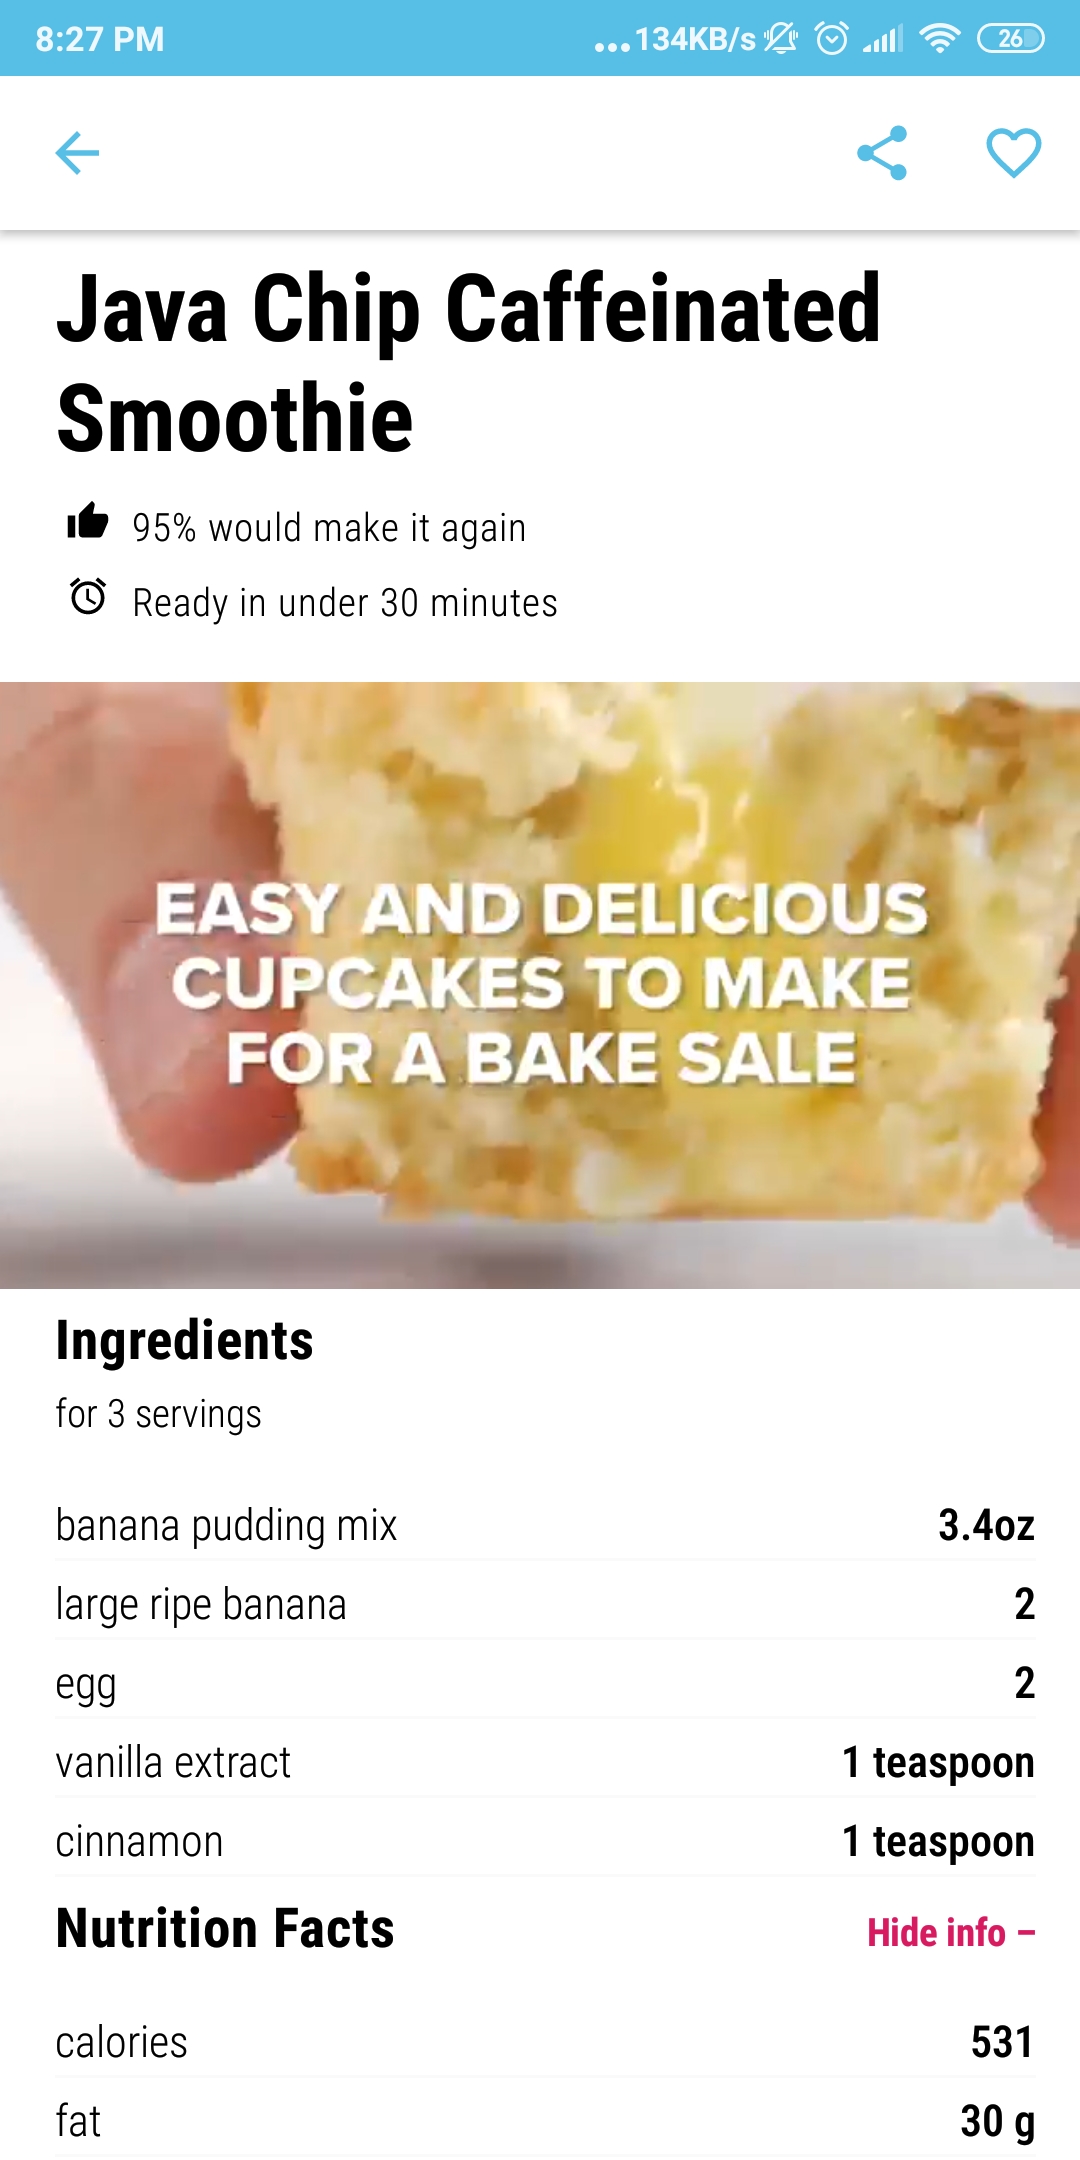 8:27 PM ...134KB/s 26
Java Chip Caffeinated
Smoothie
95% would make it again
Ready in under 30 minutes
EASY AND DELICIOUS
CUPCAKES TO MAKE
FOR A BAKE SALE
Ingredients
for 3 servings
banana pudding mix 3.4oz
large ripe banana 2
egg 2
vanilla extract 1 teaspoon
cinnamon 1 teaspoon
Nutrition Facts Hide info –
calories 531
fat 30 g